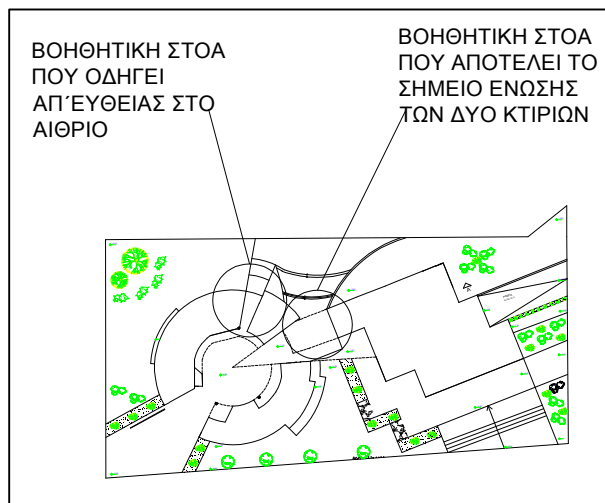 ΒΟΗΘΗΤΙΚΗ ΣΤΟΑ
ΠΟΥ ΟΔΗΓΕΙ
ΑΠ΄ΕΥΘΕΙΑΣ ΣΤΟ
ΑΙΘΡΙΟ
ΒΟΗΘΗΤΙΚΗ ΣΤΟΑ
ΠΟΥ ΑΠΟΤΕΛΕΙ ΤΟ
ΣΗΜΕΙΟ ΕΝΩΣΗΣ
ΤΩΝ ΔΥΟ ΚΤΙΡΙΩΝ